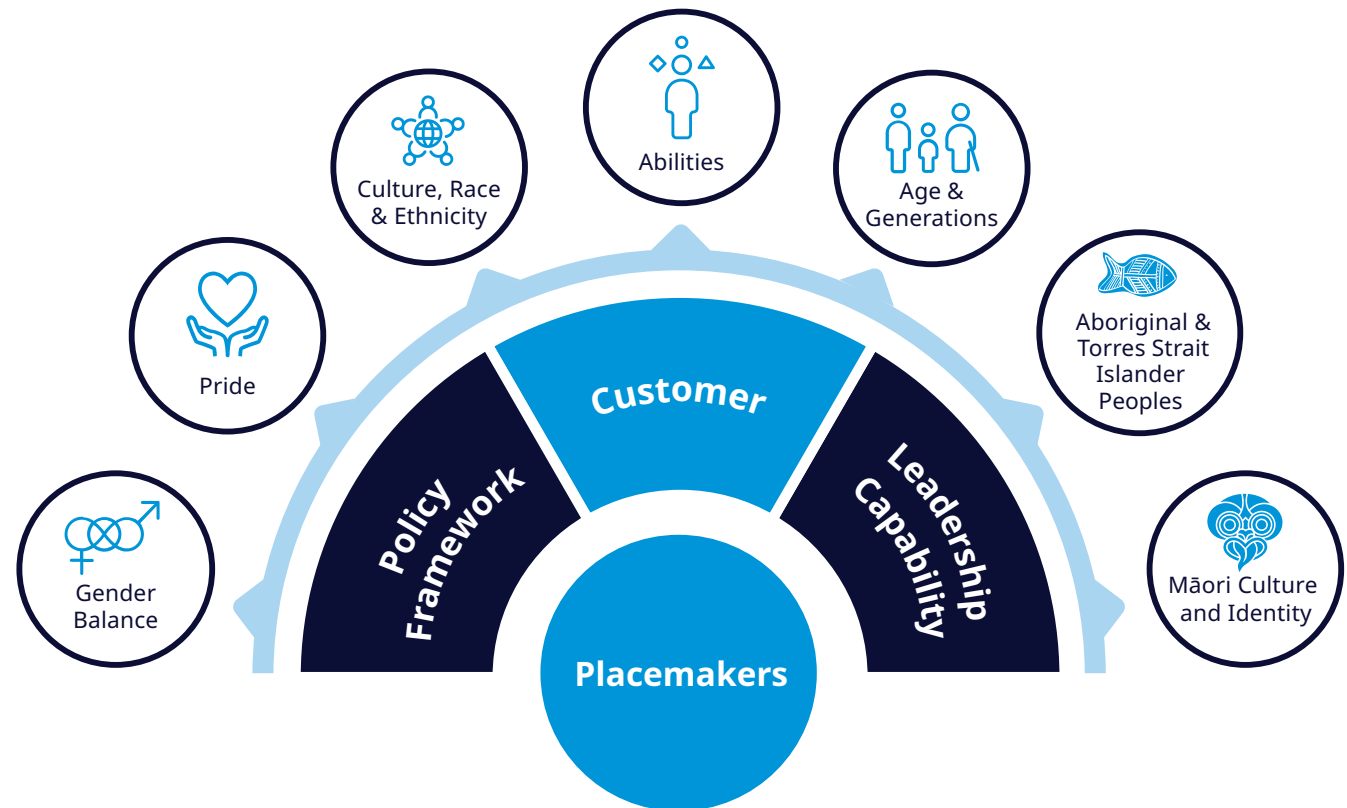 Abilities
Culture, Race
& Ethnicity
Age &
Generations
Pride
Aboriginal &
Torres Strait
Islander
Peoples
Gender
Balance
Māori Culture
and Identity
Customer
Policy
Framework
Leadership
Capability
Placemakers